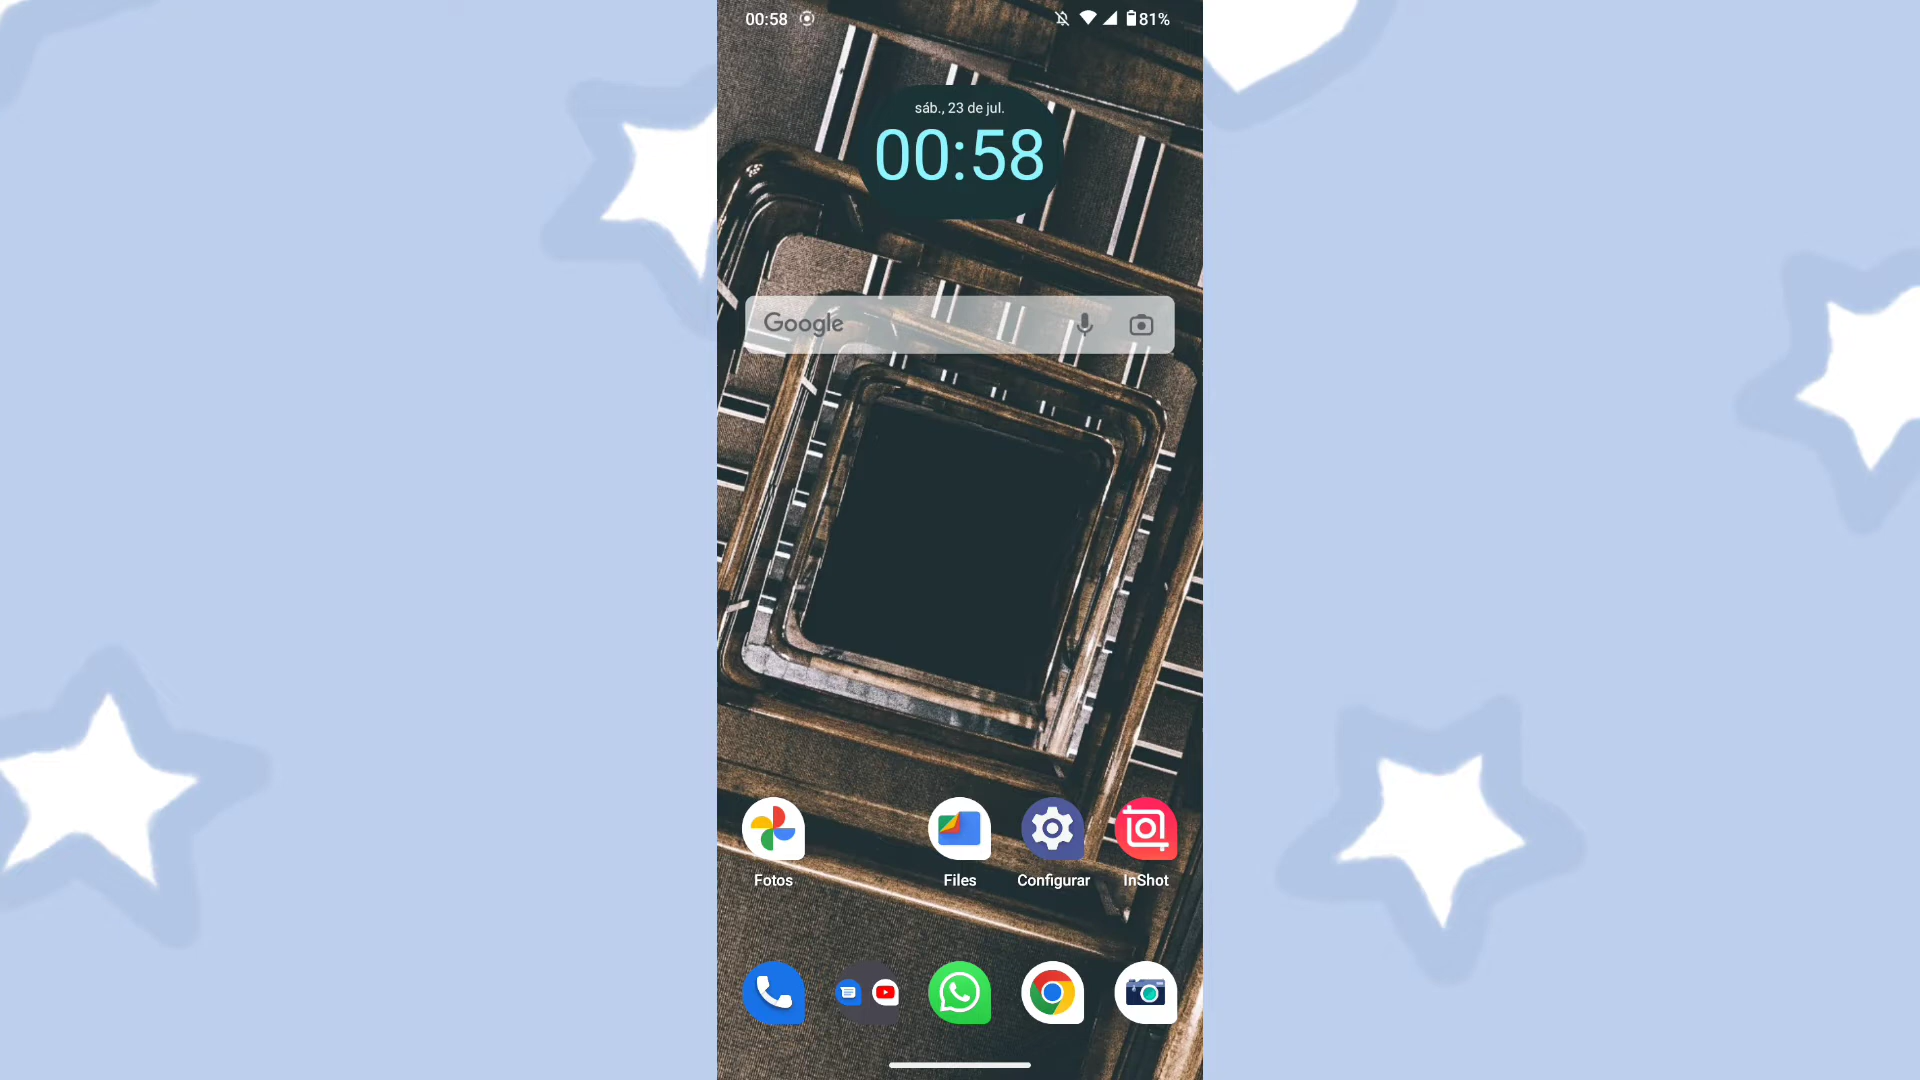 00:58 81%
sáb., 23 de jul.
00:58
Google
Fotos Files Configurar InShot